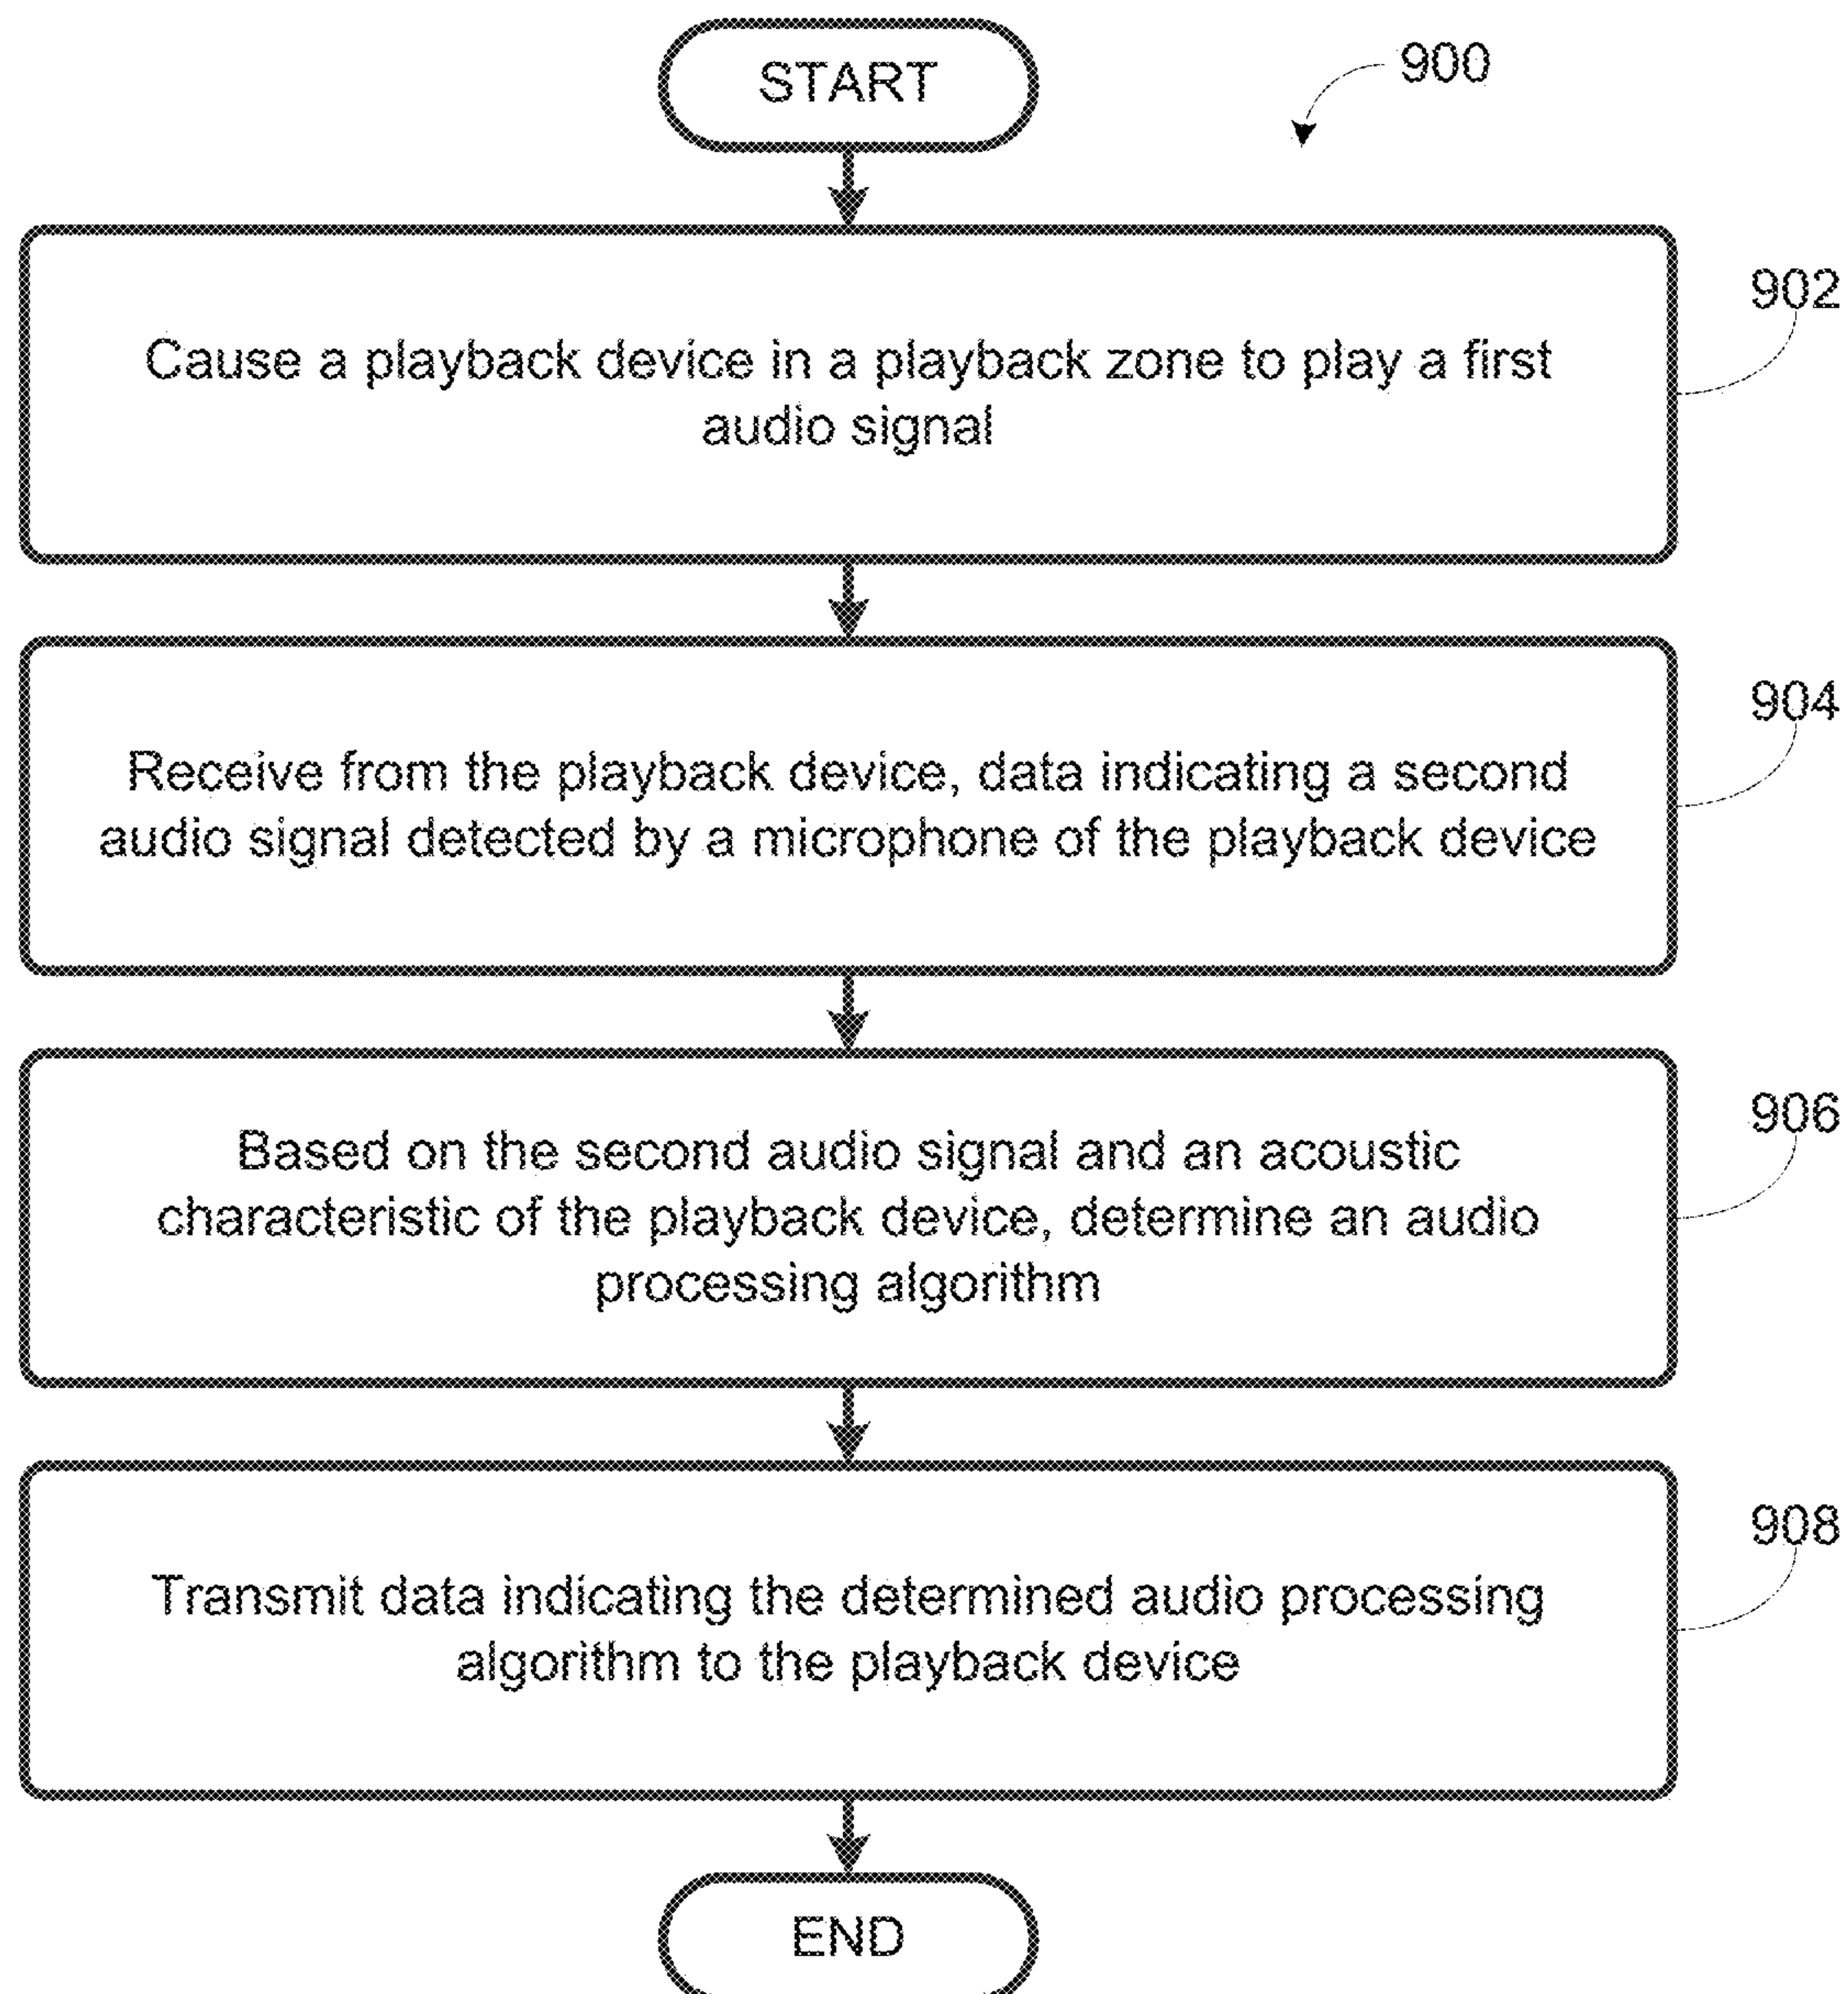 START
900
902
Cause a playback device in a playback zone to play a first
audio signal
904
Receive from the playback device, data indicating a second
audio signal detected by a microphone of the playback device
906
Based on the second audio signal and an acoustic
characteristic of the playback device, determine an audio
processing algorithm
908
Transmit data indicating the determined audio processing
algorithm to the playback device
END